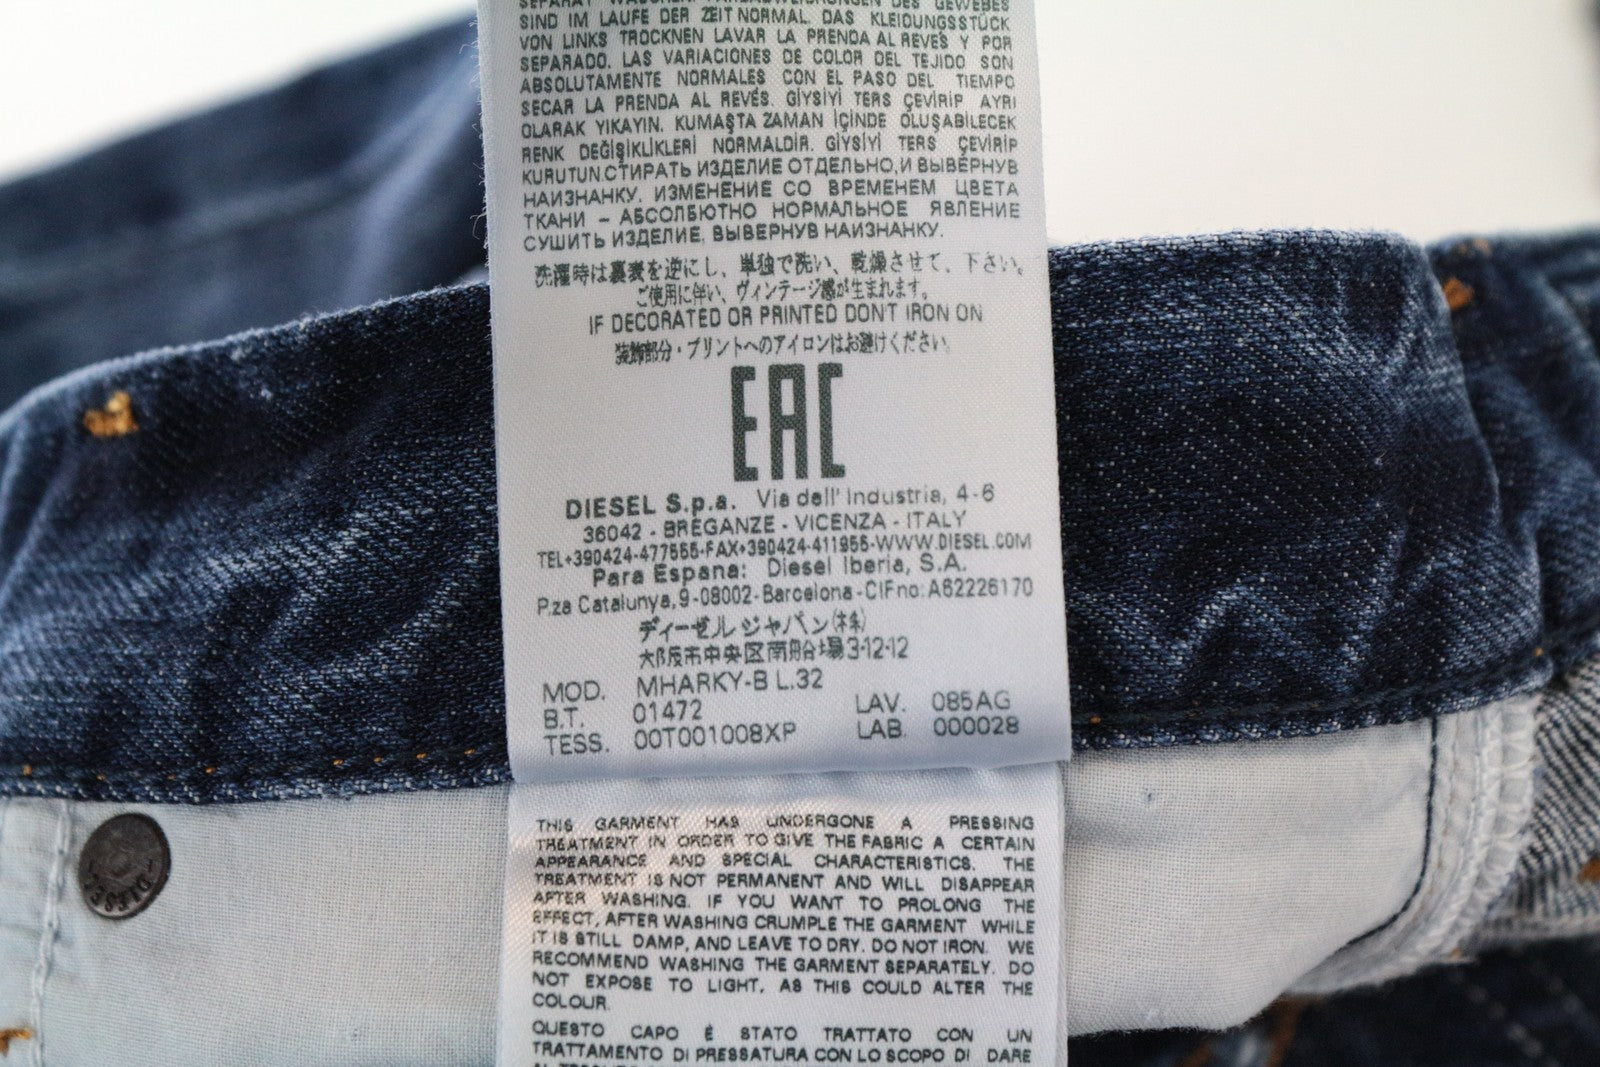 SEPARAT WASCHEN. FARBABWEICHUNGEN DES GEWEBES
SIND IM LAUFE DER ZEIT NORMAL. DAS KLEIDUNGSSTÜCK
VON LINKS TROCKNEN LAVAR LA PRENDA AL REVÉS Y POR
SEPARADO. LAS VARIACIONES DE COLOR DEL TEJIDO SON
ABSOLUTAMENTE NORMALES CON EL PASO DEL TIEMPO
SECAR LA PRENDA AL REVÉS. GİYSİYİ TERS ÇEVİRİP AYRI
OLARAK YIKAYIN. KUMAŞTA ZAMAN İÇİNDE OLUŞABİLECEK
RENK DEĞİŞİKLİKLERİ NORMALDİR. GİYSİYİ TERS ÇEVİRİP
KURUTUN.СТИРАТЬ ИЗДЕЛИЕ ОТДЕЛЬНО,И ВЫВЕРНУВ
НАИЗНАНКУ. ИЗМЕНЕНИЕ СО ВРЕМЕНЕМ ЦВЕТА
ТКАНИ – АБСОЛБЮТНО НОРМАЛЬНОЕ ЯВЛЕНИЕ
СУШИТЬ ИЗДЕЛИЕ, ВЫВЕРНУВ НАИЗНАНКУ.
洗濯時は裏表を逆にし、単独で洗い、乾燥させて、下さい。
ご使用に伴い、ヴィンテージ感が生まれます。
IF DECORATED OR PRINTED DON'T IRON ON
装飾部分・プリントへのアイロンはお避けください。
EAC
DIESEL S.p.a. Via dell' Industria, 4-6
36042 - BREGANZE - VICENZA - ITALY
TEL+390424-477555-FAX+390424-411955-WWW.DIESEL.COM
Para Espana: Diesel Iberia, S.A.
P.za Catalunya,9-08002-Barcelona-CIFno:A62226170
ディーゼル ジャパン(株)
大阪市中央区南船場3-12-12
MOD. MHARKY-B L.32
B.T. 01472 LAV. 085AG
TESS. 00T001008XP LAB. 000028
THIS GARMENT HAS UNDERGONE A PRESSING
TREATMENT IN ORDER TO GIVE THE FABRIC A CERTAIN
APPEARANCE AND SPECIAL CHARACTERISTICS. THE
TREATMENT IS NOT PERMANENT AND WILL DISAPPEAR
AFTER WASHING. IF YOU WANT TO PROLONG THE
EFFECT, AFTER WASHING CRUMPLE THE GARMENT WHILE
IT IS STILL DAMP, AND LEAVE TO DRY. DO NOT IRON. WE
RECOMMEND WASHING THE GARMENT SEPARATELY. DO
NOT EXPOSE TO LIGHT, AS THIS COULD ALTER THE
COLOUR.
QUESTO CAPO È STATO TRATTATO CON UN
TRATTAMENTO DI PRESSATURA CON LO SCOPO DI DARE
DIESEL